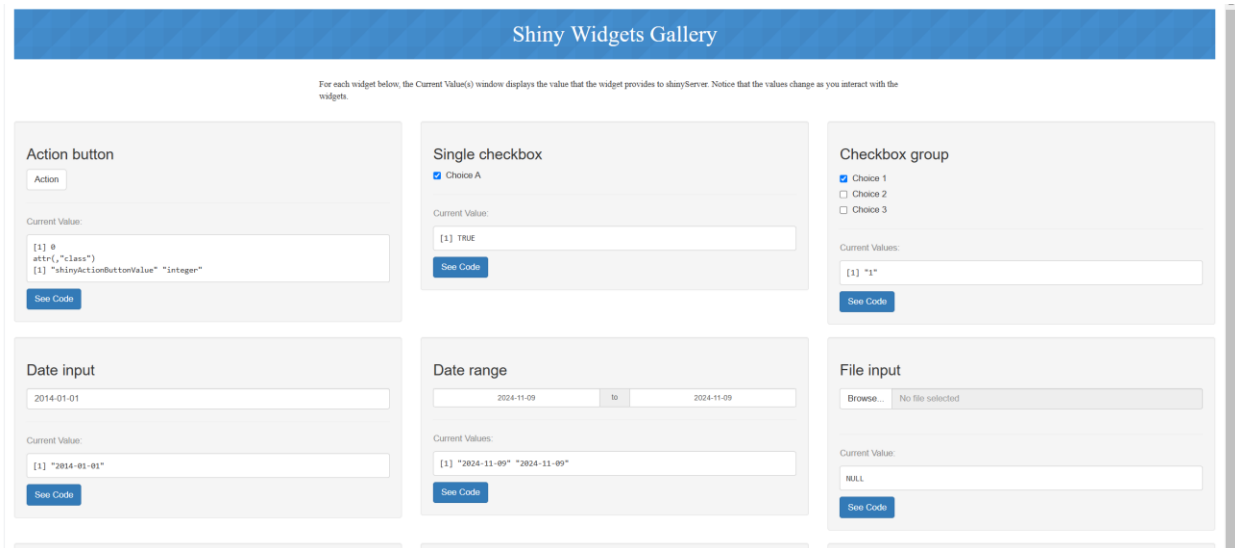 Shiny Widgets Gallery
For each widget below, the Current Value(s) window displays the value that the widget provides to shinyServer. Notice that the values change as you interact with the
widgets.
Action button
Action
Current Value:
[1] 0
attr(,"class")
[1] "shinyActionButtonValue" "integer"
See Code
Single checkbox
Choice A
Current Value:
[1] TRUE
See Code
Checkbox group
Choice 1
Choice 2
Choice 3
Current Values:
[1] "1"
See Code
Date input
2014-01-01
Current Value:
[1] "2014-01-01"
See Code
Date range
2024-11-09 to 2024-11-09
Current Values:
[1] "2024-11-09" "2024-11-09"
See Code
File input
Browse... No file selected
Current Value:
NULL
See Code